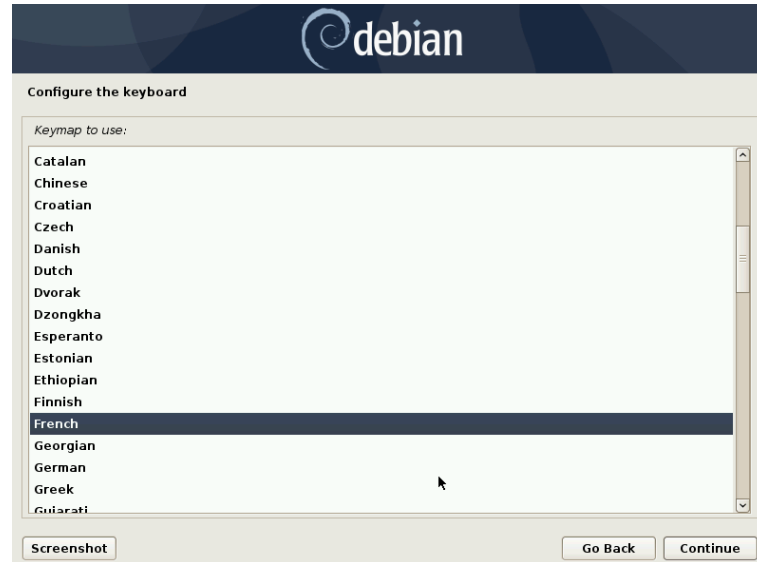 debian
Configure the keyboard
Keymap to use:
Catalan
Chinese
Croatian
Czech
Danish
Dutch
Dvorak
Dzongkha
Esperanto
Estonian
Ethiopian
Finnish
French
Georgian
German
Greek
Gujarati
Screenshot
Go Back
Continue